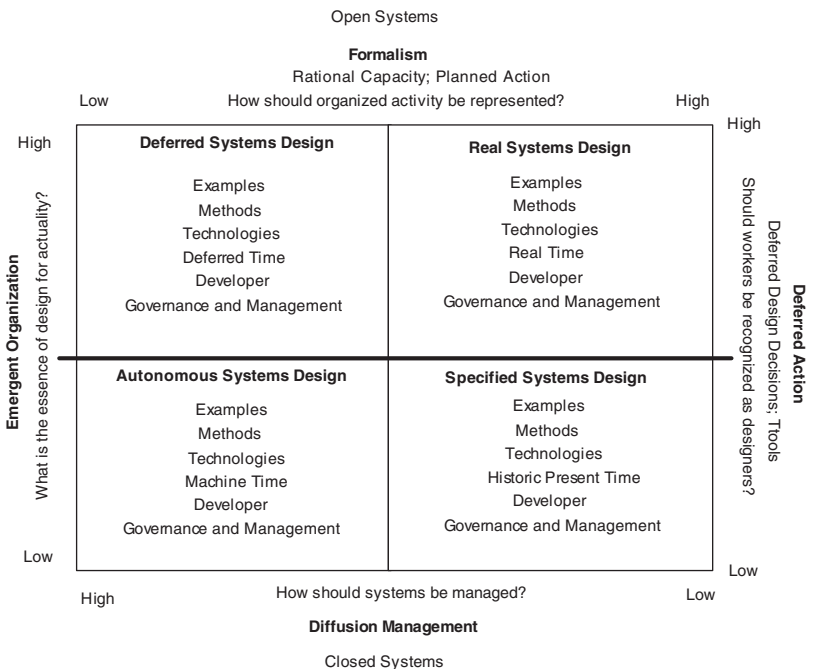 Open Systems
Formalism
Rational Capacity; Planned Action
Low How should organized activity be represented? High
High
High
Deferred Systems Design
Examples
Methods
Technologies
Deferred Time
Developer
Governance and Management
Real Systems Design
Examples
Methods
Technologies
Real Time
Developer
Governance and Management
Emergent Organization
What is the essence of design for actuality?
Should workers be recognized as designers?
Deferred Design Decisions; Ttools
Deferred Action
Autonomous Systems Design
Examples
Methods
Technologies
Machine Time
Developer
Governance and Management
Specified Systems Design
Examples
Methods
Technologies
Historic Present Time
Developer
Governance and Management
Low
Low
High How should systems be managed? Low
Diffusion Management
Closed Systems